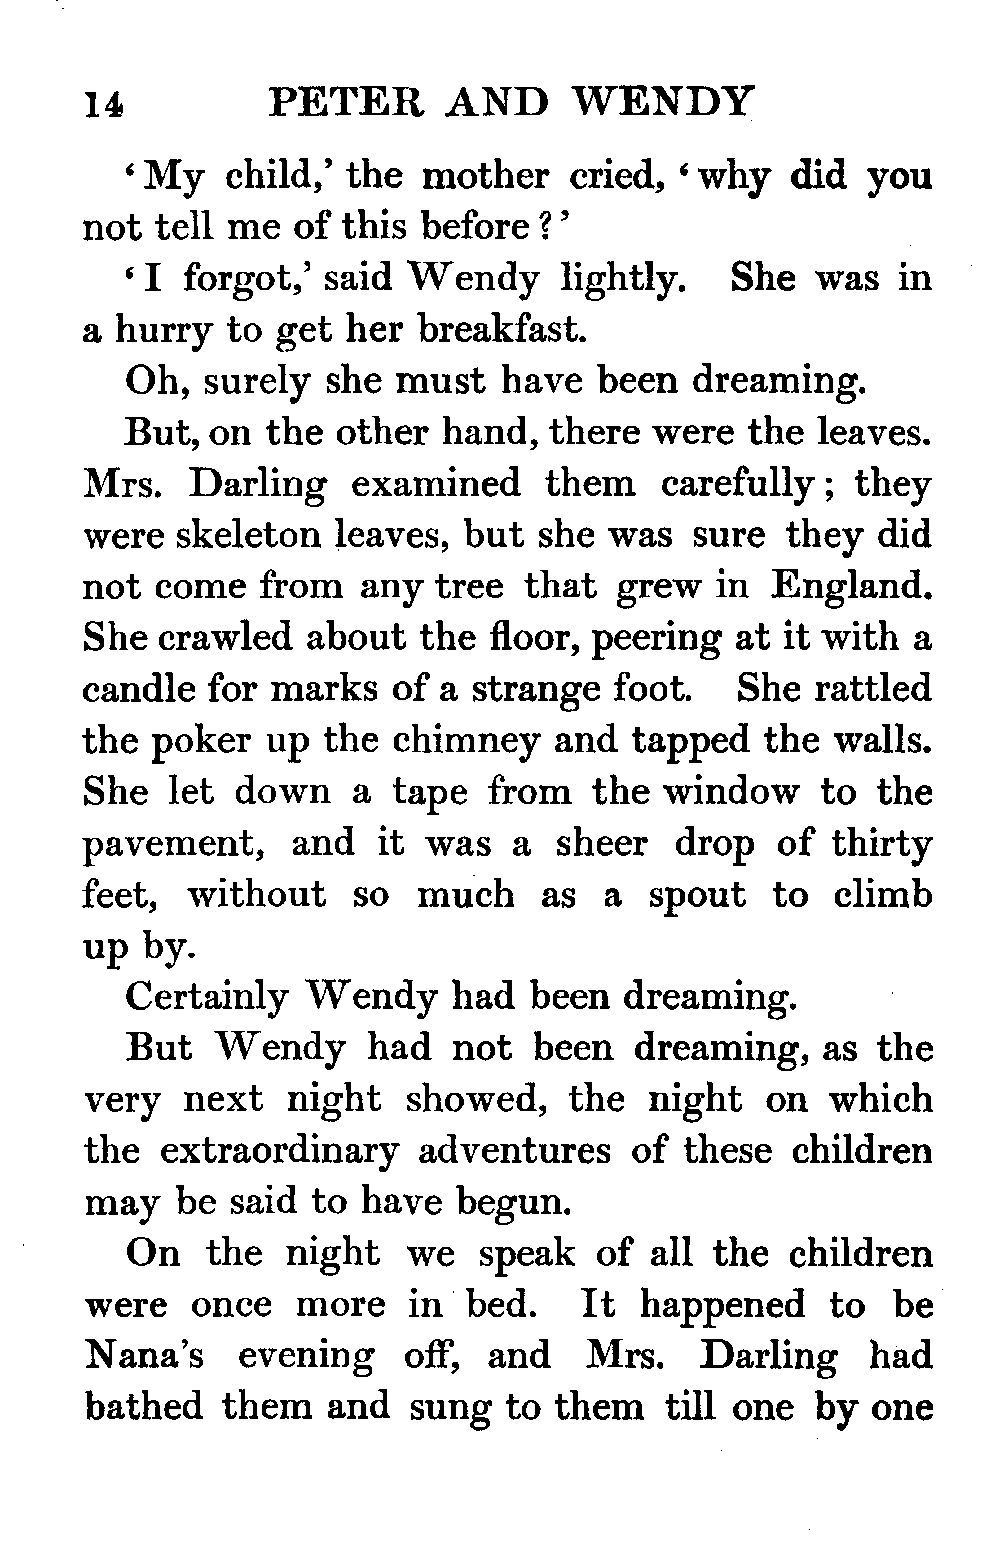 14 PETER AND WENDY
‘My child,’ the mother cried, ‘why did you
not tell me of this before?’
‘I forgot,’ said Wendy lightly. She was in
a hurry to get her breakfast.
Oh, surely she must have been dreaming.
But, on the other hand, there were the leaves.
Mrs. Darling examined them carefully; they
were skeleton leaves, but she was sure they did
not come from any tree that grew in England.
She crawled about the floor, peering at it with a
candle for marks of a strange foot. She rattled
the poker up the chimney and tapped the walls.
She let down a tape from the window to the
pavement, and it was a sheer drop of thirty
feet, without so much as a spout to climb
up by.
Certainly Wendy had been dreaming.
But Wendy had not been dreaming, as the
very next night showed, the night on which
the extraordinary adventures of these children
may be said to have begun.
On the night we speak of all the children
were once more in bed. It happened to be
Nana’s evening off, and Mrs. Darling had
bathed them and sung to them till one by one